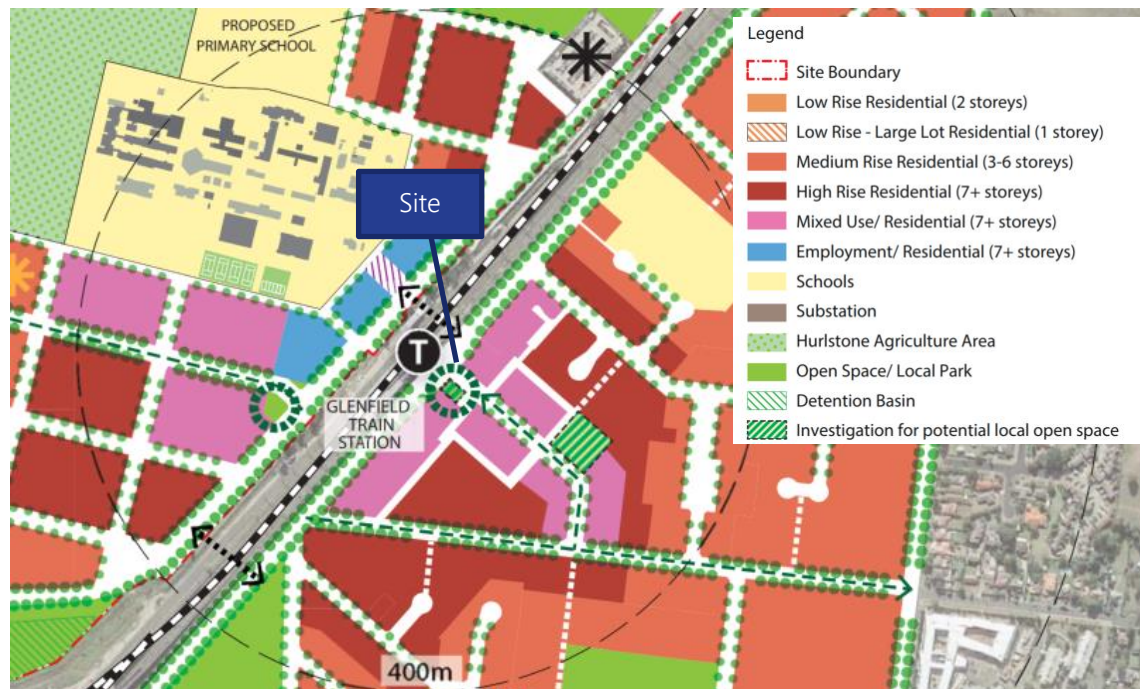 PROPOSED
PRIMARY SCHOOL
Site
T
GLENFIELD
TRAIN
STATION
400m
Legend
Site Boundary
Low Rise Residential (2 storeys)
Low Rise - Large Lot Residential (1 storey)
Medium Rise Residential (3-6 storeys)
High Rise Residential (7+ storeys)
Mixed Use/ Residential (7+ storeys)
Employment/ Residential (7+ storeys)
Schools
Substation
Hurlstone Agriculture Area
Open Space/ Local Park
Detention Basin
Investigation for potential local open space